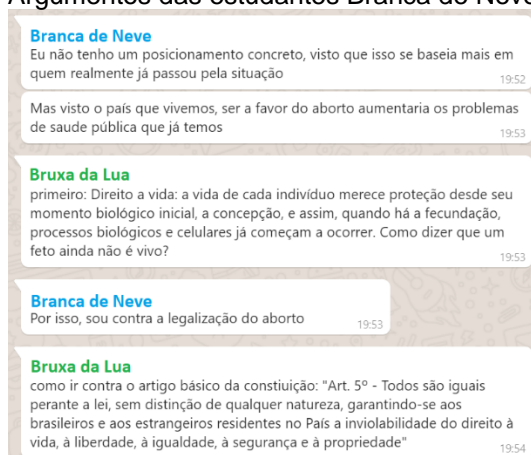 Argumentos das estudantes Branca de Neve
Branca de Neve
Eu não tenho um posicionamento concreto, visto que isso se baseia mais em
quem realmente já passou pela situação
19:52
Mas visto o país que vivemos, ser a favor do aborto aumentaria os problemas
de saude pública que já temos
19:53
Bruxa da Lua
primeiro: Direito a vida: a vida de cada indivíduo merece proteção desde seu
momento biológico inicial, a concepção, e assim, quando há a fecundação,
processos biológicos e celulares já começam a ocorrer. Como dizer que um
feto ainda não é vivo?
19:53
Branca de Neve
Por isso, sou contra a legalização do aborto
19:53
Bruxa da Lua
como ir contra o artigo básico da constiuição: "Art. 5º - Todos são iguais
perante a lei, sem distinção de qualquer natureza, garantindo-se aos
brasileiros e aos estrangeiros residentes no País a inviolabilidade do direito à
vida, à liberdade, à igualdade, à segurança e à propriedade"
19:54